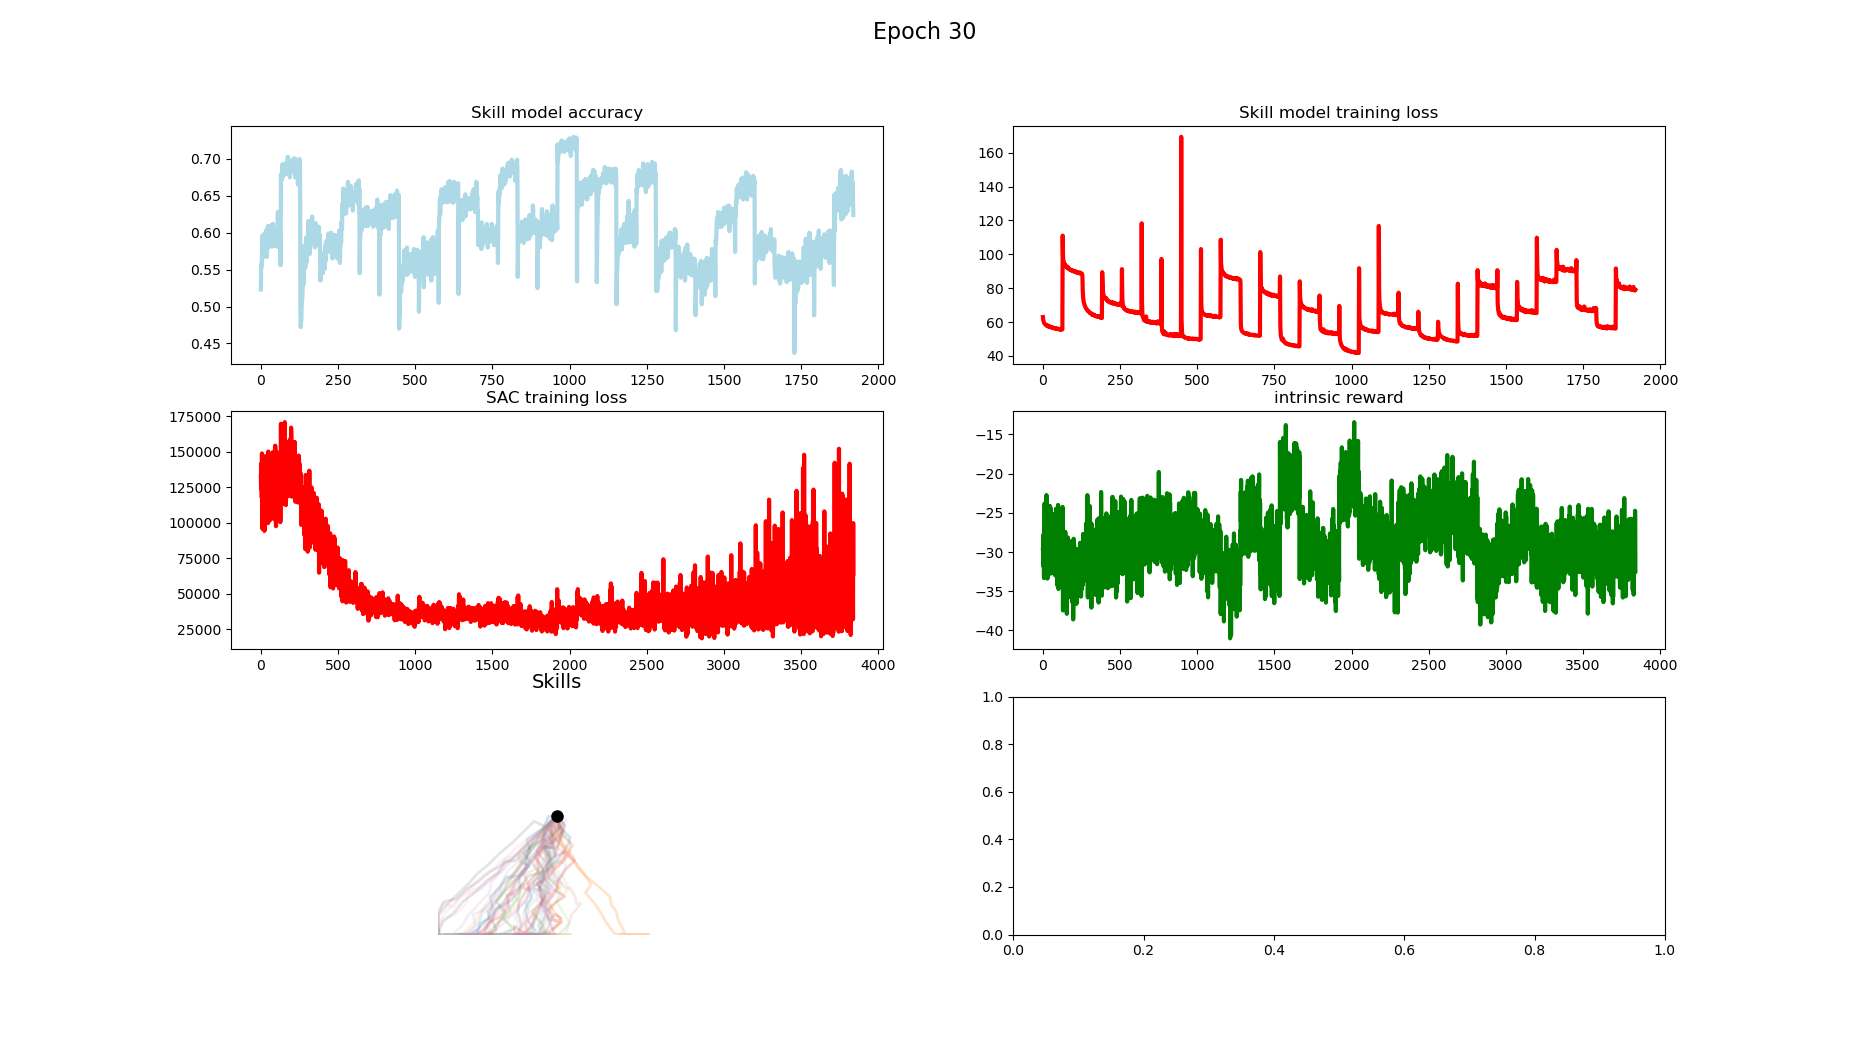 Epoch 30
Skill model accuracy
0.70
0.65
0.60
0.55
0.50
0.45
0 250 500 750 1000 1250 1500 1750 2000
Skill model training loss
160
140
120
100
80
60
40
0 250 500 750 1000 1250 1500 1750 2000
SAC training loss
175000
150000
125000
100000
75000
50000
25000
0 500 1000 1500 2000 2500 3000 3500 4000
intrinsic reward
−15
−20
−25
−30
−35
−40
0 500 1000 1500 2000 2500 3000 3500 4000
Skills
1.0
0.8
0.6
0.4
0.2
0.0
0.0 0.2 0.4 0.6 0.8 1.0